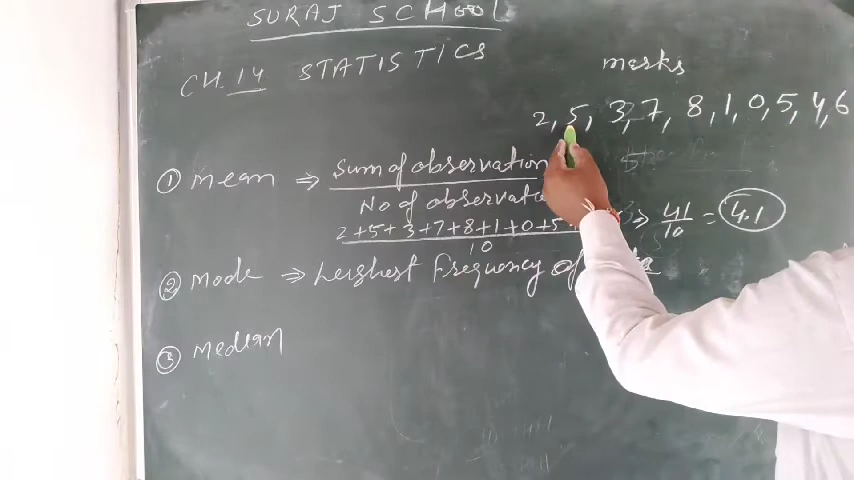 SURAJ SCHOOL
CH. 14 STATISTICS
marks
2, 5, 3, 7, 8, 1, 0, 5, 4, 6
① mean ⇒ Sum of observation
No of observation
2+5+3+7+8+1+0+5
10
⇒ 41/10 = 4.1
② mode ⇒ heighest Frequency of
③ median